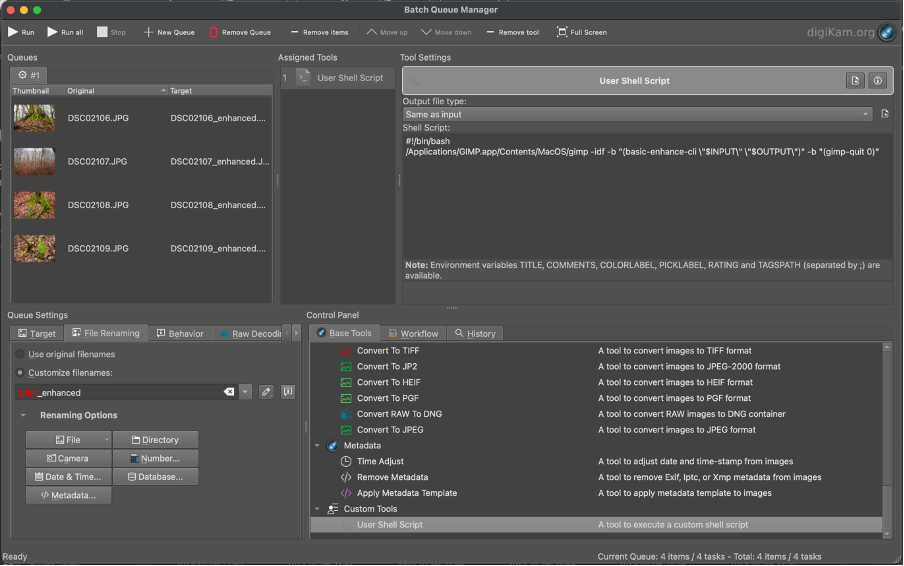 Batch Queue Manager
Run Run all Stop New Queue Remove Queue Remove items Move up Move down Remove tool Full Screen digiKam.org
Queues
#1
Thumbnail Original Target
DSC02106.JPG DSC02106_enhanced....
DSC02107.JPG DSC02107_enhanced.J...
DSC02108.JPG DSC02108_enhanced....
DSC02109.JPG DSC02109_enhanced....
Assigned Tools
1 User Shell Script
Tool Settings
User Shell Script
Output file type:
Same as input
Shell Script:
#!/bin/bash
/Applications/GIMP.app/Contents/MacOS/gimp -idf -b "(basic-enhance-cli \"$INPUT\" \"$OUTPUT\")" -b "(gimp-quit 0)"
Note: Environment variables TITLE, COMMENTS, COLORLABEL, PICKLABEL, RATING and TAGSPATH (separated by ;) are
available.
Queue Settings
Target File Renaming Behavior Raw Decodin
Use original filenames
Customize filenames:
_enhanced
Renaming Options
File Directory
Camera Number...
Date & Time... Database...
Metadata...
Control Panel
Base Tools Workflow History
Convert To TIFF A tool to convert images to TIFF format
Convert To JP2 A tool to convert images to JPEG-2000 format
Convert To HEIF A tool to convert images to HEIF format
Convert To PGF A tool to convert images to PGF format
Convert RAW To DNG A tool to convert RAW images to DNG container
Convert To JPEG A tool to convert images to JPEG format
Metadata
Time Adjust A tool to adjust date and time-stamp from images
Remove Metadata A tool to remove Exif, Iptc, or Xmp metadata from images
Apply Metadata Template A tool to apply metadata template to images
Custom Tools
User Shell Script A tool to execute a custom shell script
Ready Current Queue: 4 items / 4 tasks - Total: 4 items / 4 tasks